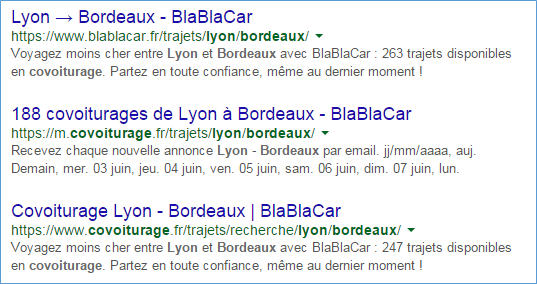 Lyon → Bordeaux - BlaBlaCar
https://www.blablacar.fr/trajets/lyon/bordeaux/
Voyagez moins cher entre Lyon et Bordeaux avec BlaBlaCar : 263 trajets disponibles
en covoiturage. Partez en toute confiance, même au dernier moment !
188 covoiturages de Lyon à Bordeaux - BlaBlaCar
https://m.covoiturage.fr/trajets/lyon/bordeaux/
Recevez chaque nouvelle annonce Lyon - Bordeaux par email. jj/mm/aaaa, auj.
Demain, mer. 03 juin, jeu. 04 juin, ven. 05 juin, sam. 06 juin, dim. 07 juin, lun.
Covoiturage Lyon - Bordeaux | BlaBlaCar
https://www.covoiturage.fr/trajets/recherche/lyon/bordeaux/
Voyagez moins cher entre Lyon et Bordeaux avec BlaBlaCar : 247 trajets disponibles
en covoiturage. Partez en toute confiance, même au dernier moment !